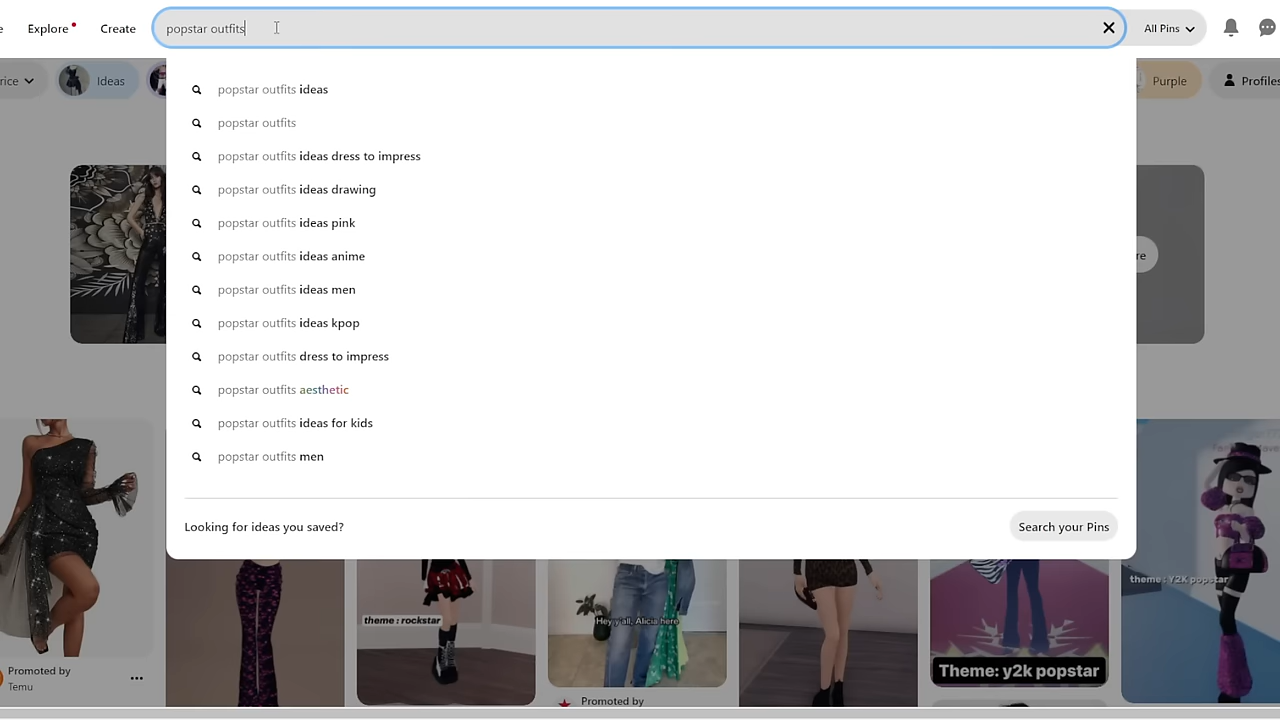 Explore
Create
popstar outfits
All Pins
rice
Ideas
Purple
Profiles
popstar outfits ideas
popstar outfits
popstar outfits ideas dress to impress
popstar outfits ideas drawing
popstar outfits ideas pink
popstar outfits ideas anime
popstar outfits ideas men
popstar outfits ideas kpop
popstar outfits dress to impress
popstar outfits aesthetic
popstar outfits ideas for kids
popstar outfits men
Looking for ideas you saved?
Search your Pins
re
theme : Y2K popstar
theme : rockstar
Hey y'all, Alicia here
Theme: y2k popstar
Promoted by
Temu
Promoted by